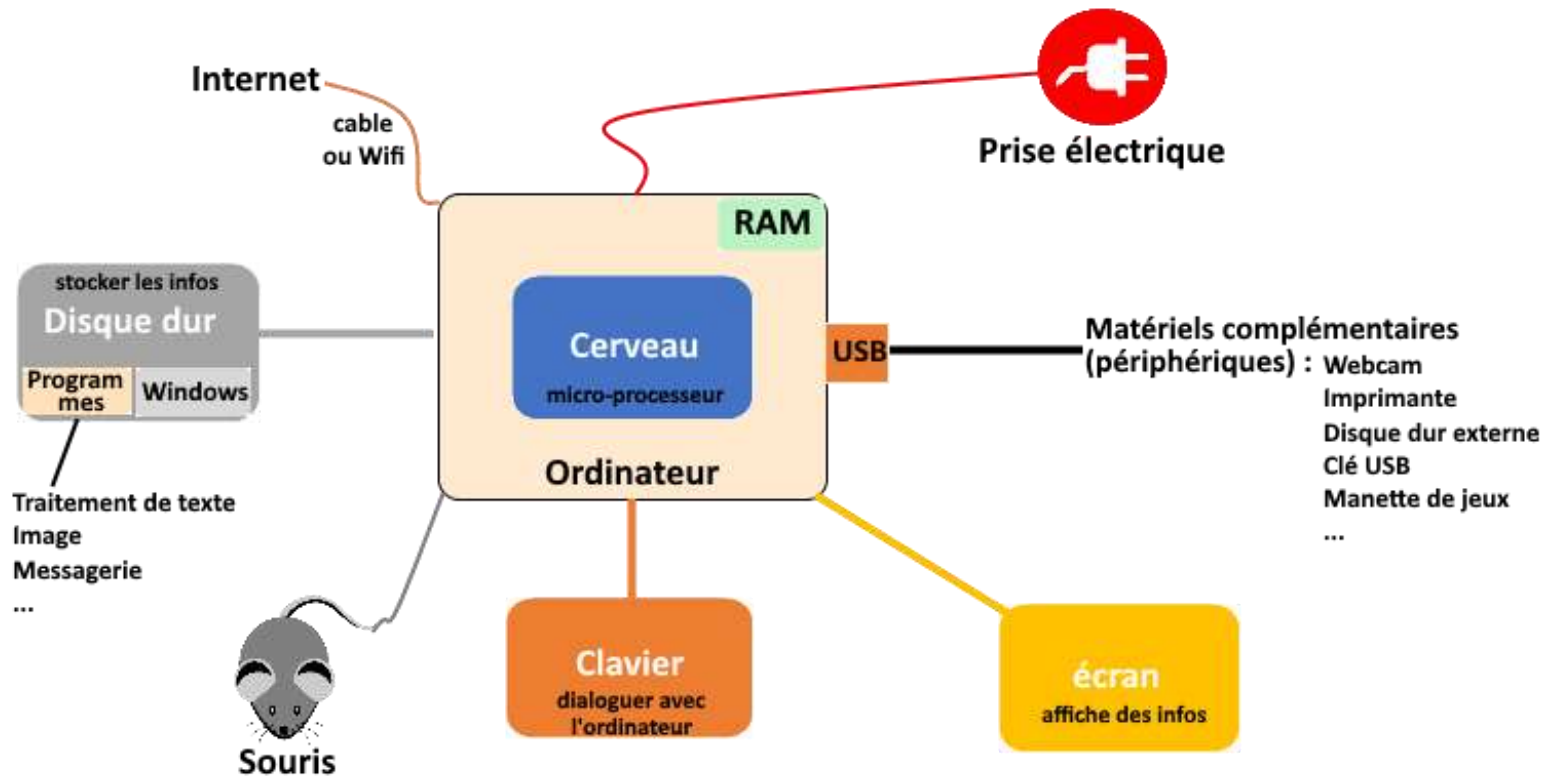 Internet
cable
ou Wifi
Prise électrique
RAM
stocker les infos
Disque dur
Program
mes
Windows
Cerveau
micro-processeur
USB
Matériels complémentaires
(périphériques) : Webcam
Imprimante
Disque dur externe
Clé USB
Manette de jeux
...
Ordinateur
Traitement de texte
Image
Messagerie
...
Souris
Clavier
dialoguer avec
l'ordinateur
écran
affiche des infos